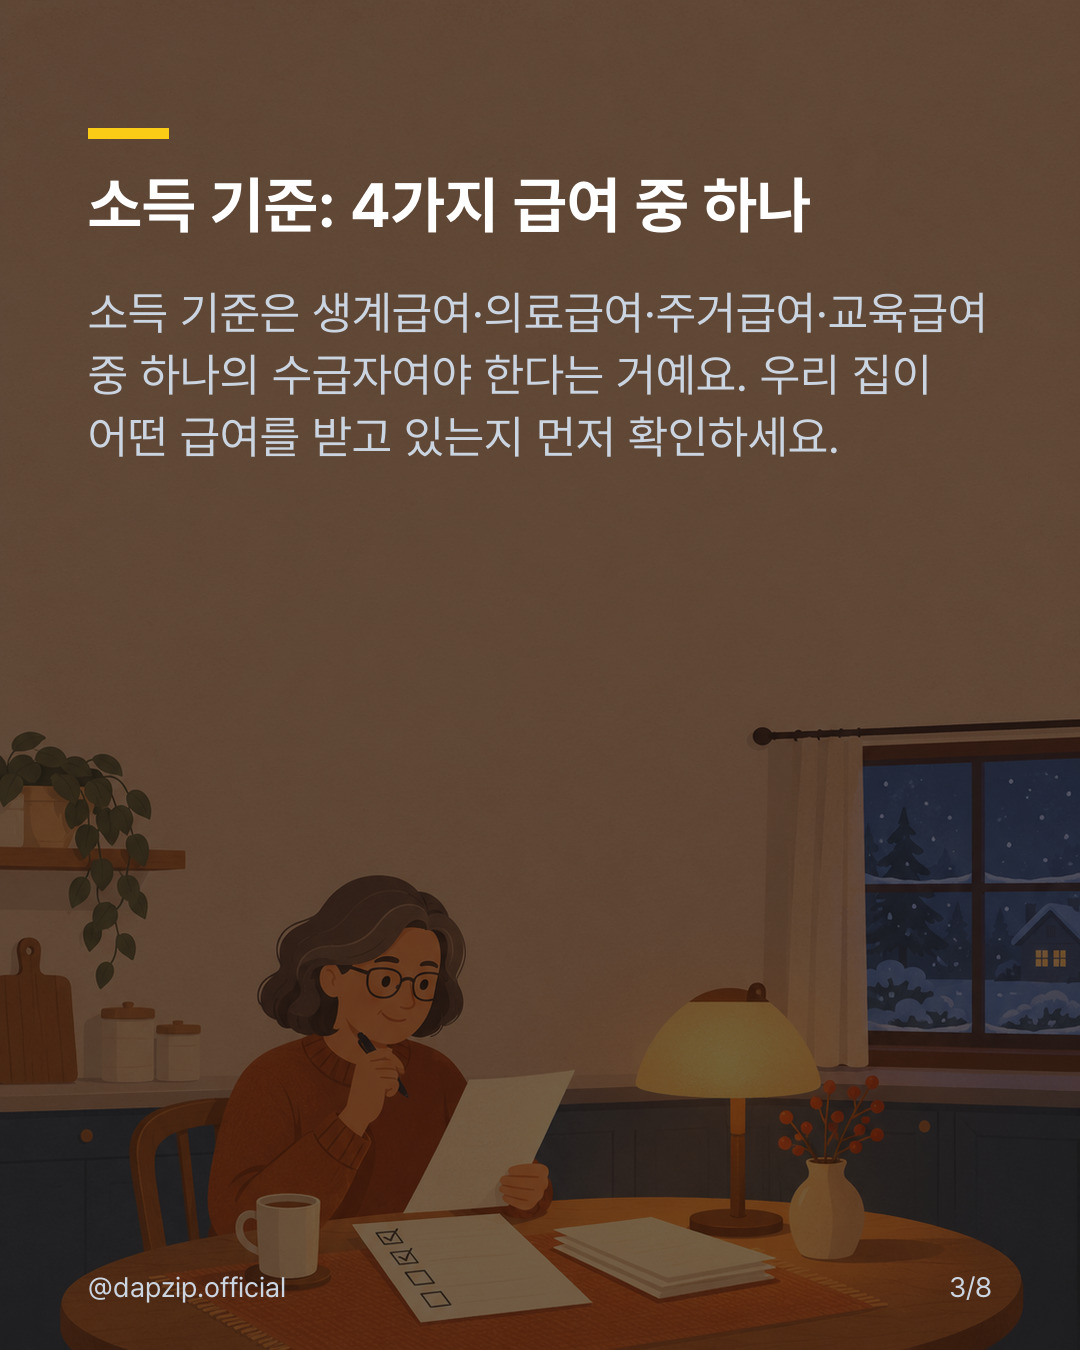 소득 기준: 4가지 급여 중 하나
소득 기준은 생계급여·의료급여·주거급여·교육급여
중 하나의 수급자여야 한다는 거예요. 우리 집이
어떤 급여를 받고 있는지 먼저 확인하세요.
@dapzip.official
3/8